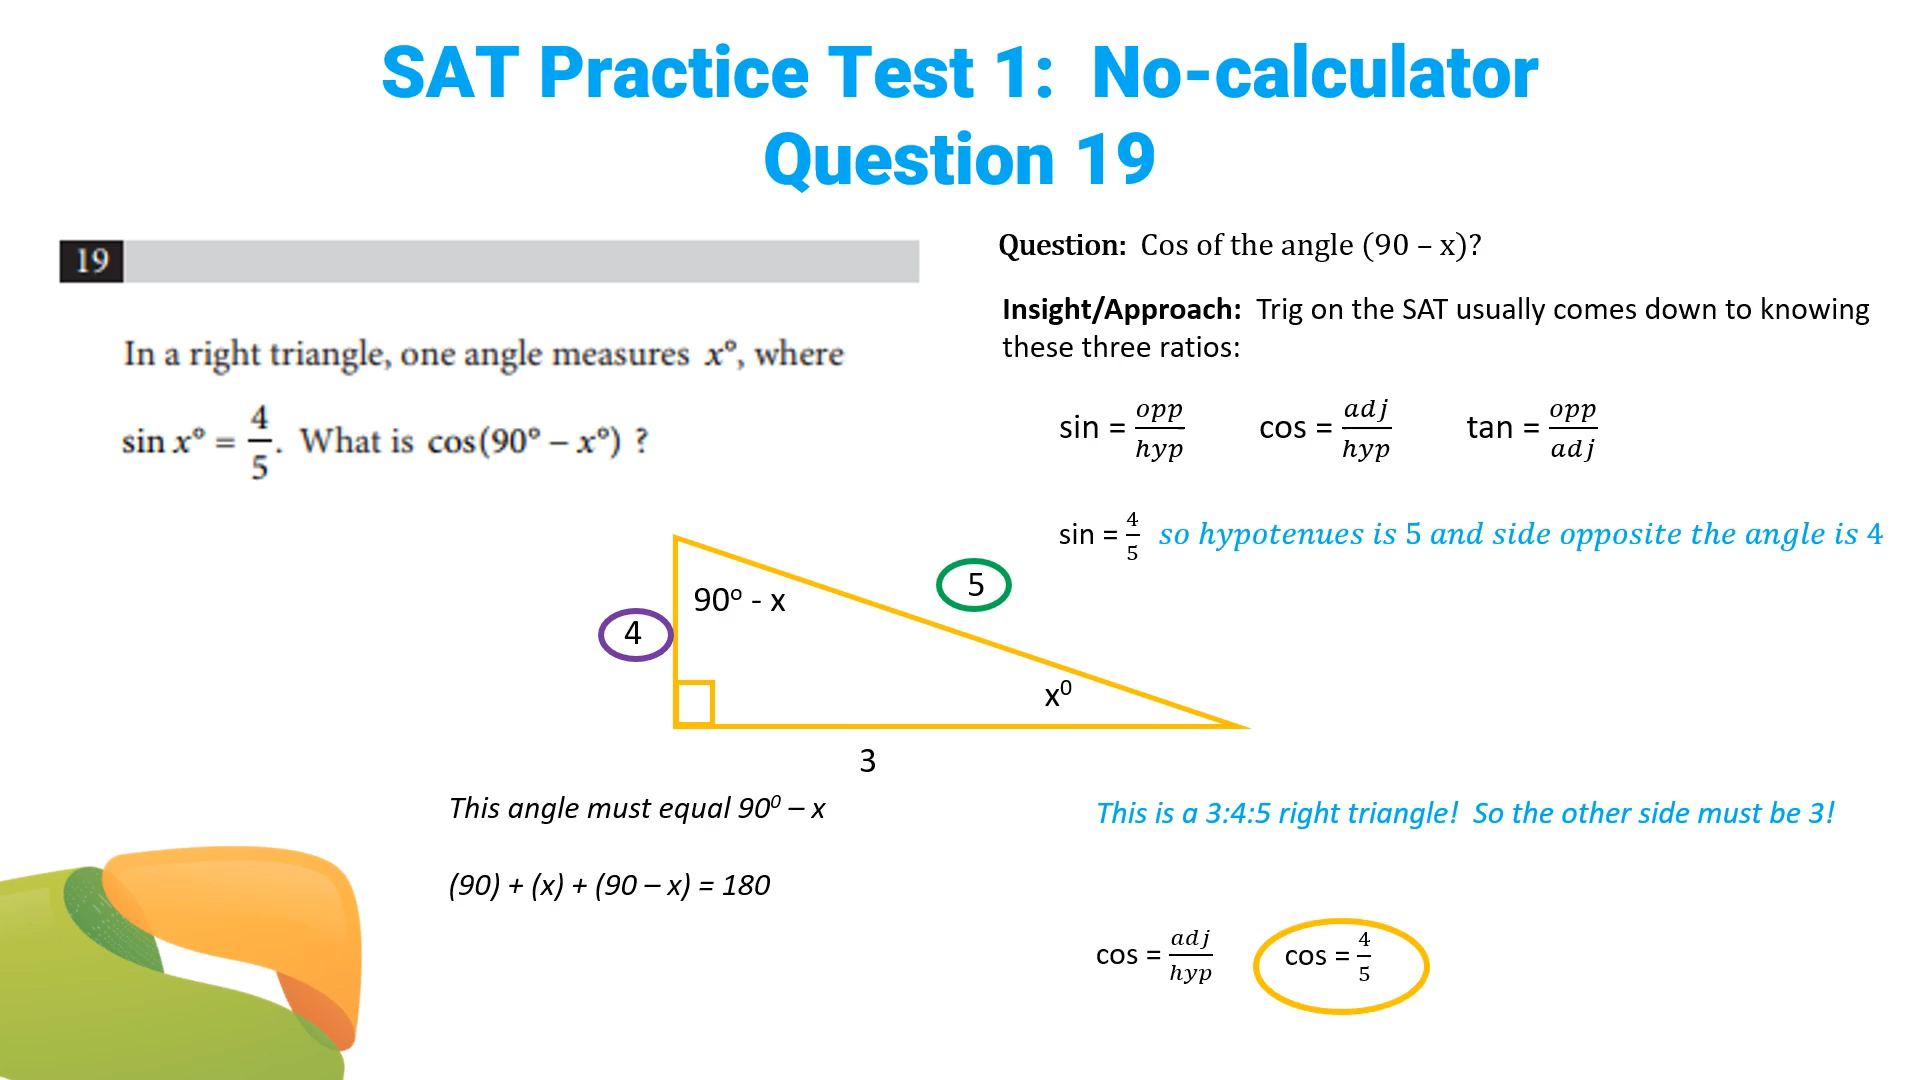 SAT Practice Test 1:  No-calculator
Question 19
19
In a right triangle, one angle measures x°, where
sin x° = 4/5.  What is cos(90° – x°) ?
Question:  Cos of the angle (90 – x)?
Insight/Approach:  Trig on the SAT usually comes down to knowing
these three ratios:
sin = opp/hyp  cos = adj/hyp  tan = opp/adj
sin = 4/5  so hypotenues is 5 and side opposite the angle is 4
5
90º - x
4
x⁰
3
This angle must equal 90⁰ – x
(90) + (x) + (90 – x) = 180
This is a 3:4:5 right triangle!  So the other side must be 3!
cos = adj/hyp  cos = 4/5